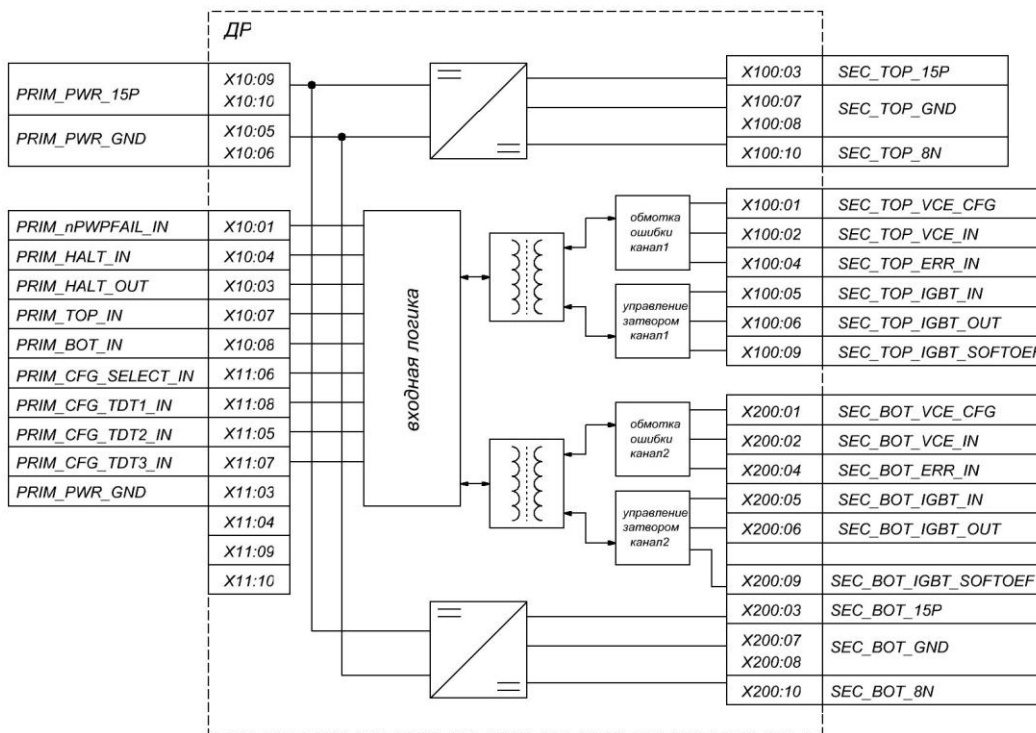 ДР
PRIM_PWR_15P
X10:09
X10:10
PRIM_PWR_GND
X10:05
X10:06
PRIM_nPWPFAIL_IN X10:01
PRIM_HALT_IN X10:04
PRIM_HALT_OUT X10:03
PRIM_TOP_IN X10:07
PRIM_BOT_IN X10:08
PRIM_CFG_SELECT_IN X11:06
PRIM_CFG_TDT1_IN X11:08
PRIM_CFG_TDT2_IN X11:05
PRIM_CFG_TDT3_IN X11:07
PRIM_PWR_GND X11:03
X11:04
X11:09
X11:10
входная логика
обмотка
ошибки
канал1
управление
затвором
канал1
обмотка
ошибки
канал2
управление
затвором
канал2
X100:03 SEC_TOP_15P
X100:07
X100:08
SEC_TOP_GND
X100:10 SEC_TOP_8N
X100:01 SEC_TOP_VCE_CFG
X100:02 SEC_TOP_VCE_IN
X100:04 SEC_TOP_ERR_IN
X100:05 SEC_TOP_IGBT_IN
X100:06 SEC_TOP_IGBT_OUT
X100:09 SEC_TOP_IGBT_SOFTOEF
X200:01 SEC_BOT_VCE_CFG
X200:02 SEC_BOT_VCE_IN
X200:04 SEC_BOT_ERR_IN
X200:05 SEC_BOT_IGBT_IN
X200:06 SEC_BOT_IGBT_OUT
X200:09 SEC_BOT_IGBT_SOFTOEF
X200:03 SEC_BOT_15P
X200:07
X200:08
SEC_BOT_GND
X200:10 SEC_BOT_8N